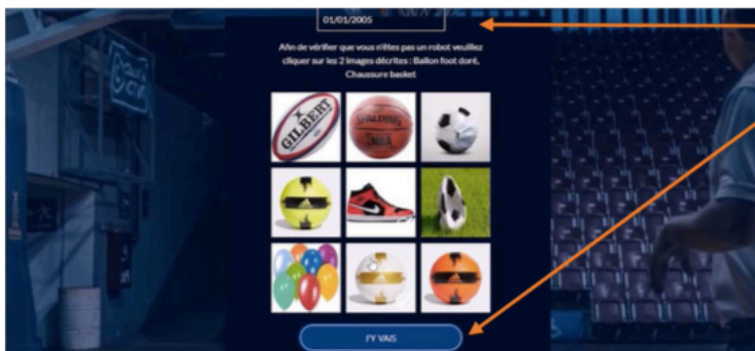 01/01/2005
Afin de vérifier que vous n'êtes pas un robot veuillez
cliquer sur les 2 images décrites : Ballon foot doré,
Chaussure basket
GILBERT
SPALDING
NBA
J'Y VAIS